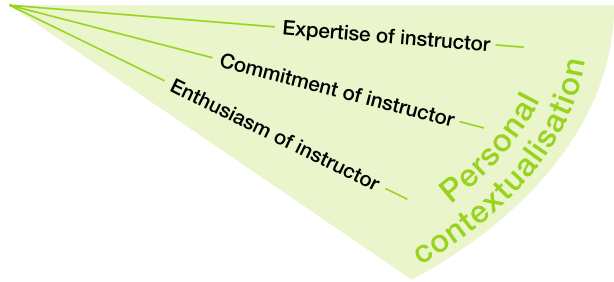 Expertise of instructor
Commitment of instructor
Enthusiasm of instructor
Personal
contextualisation